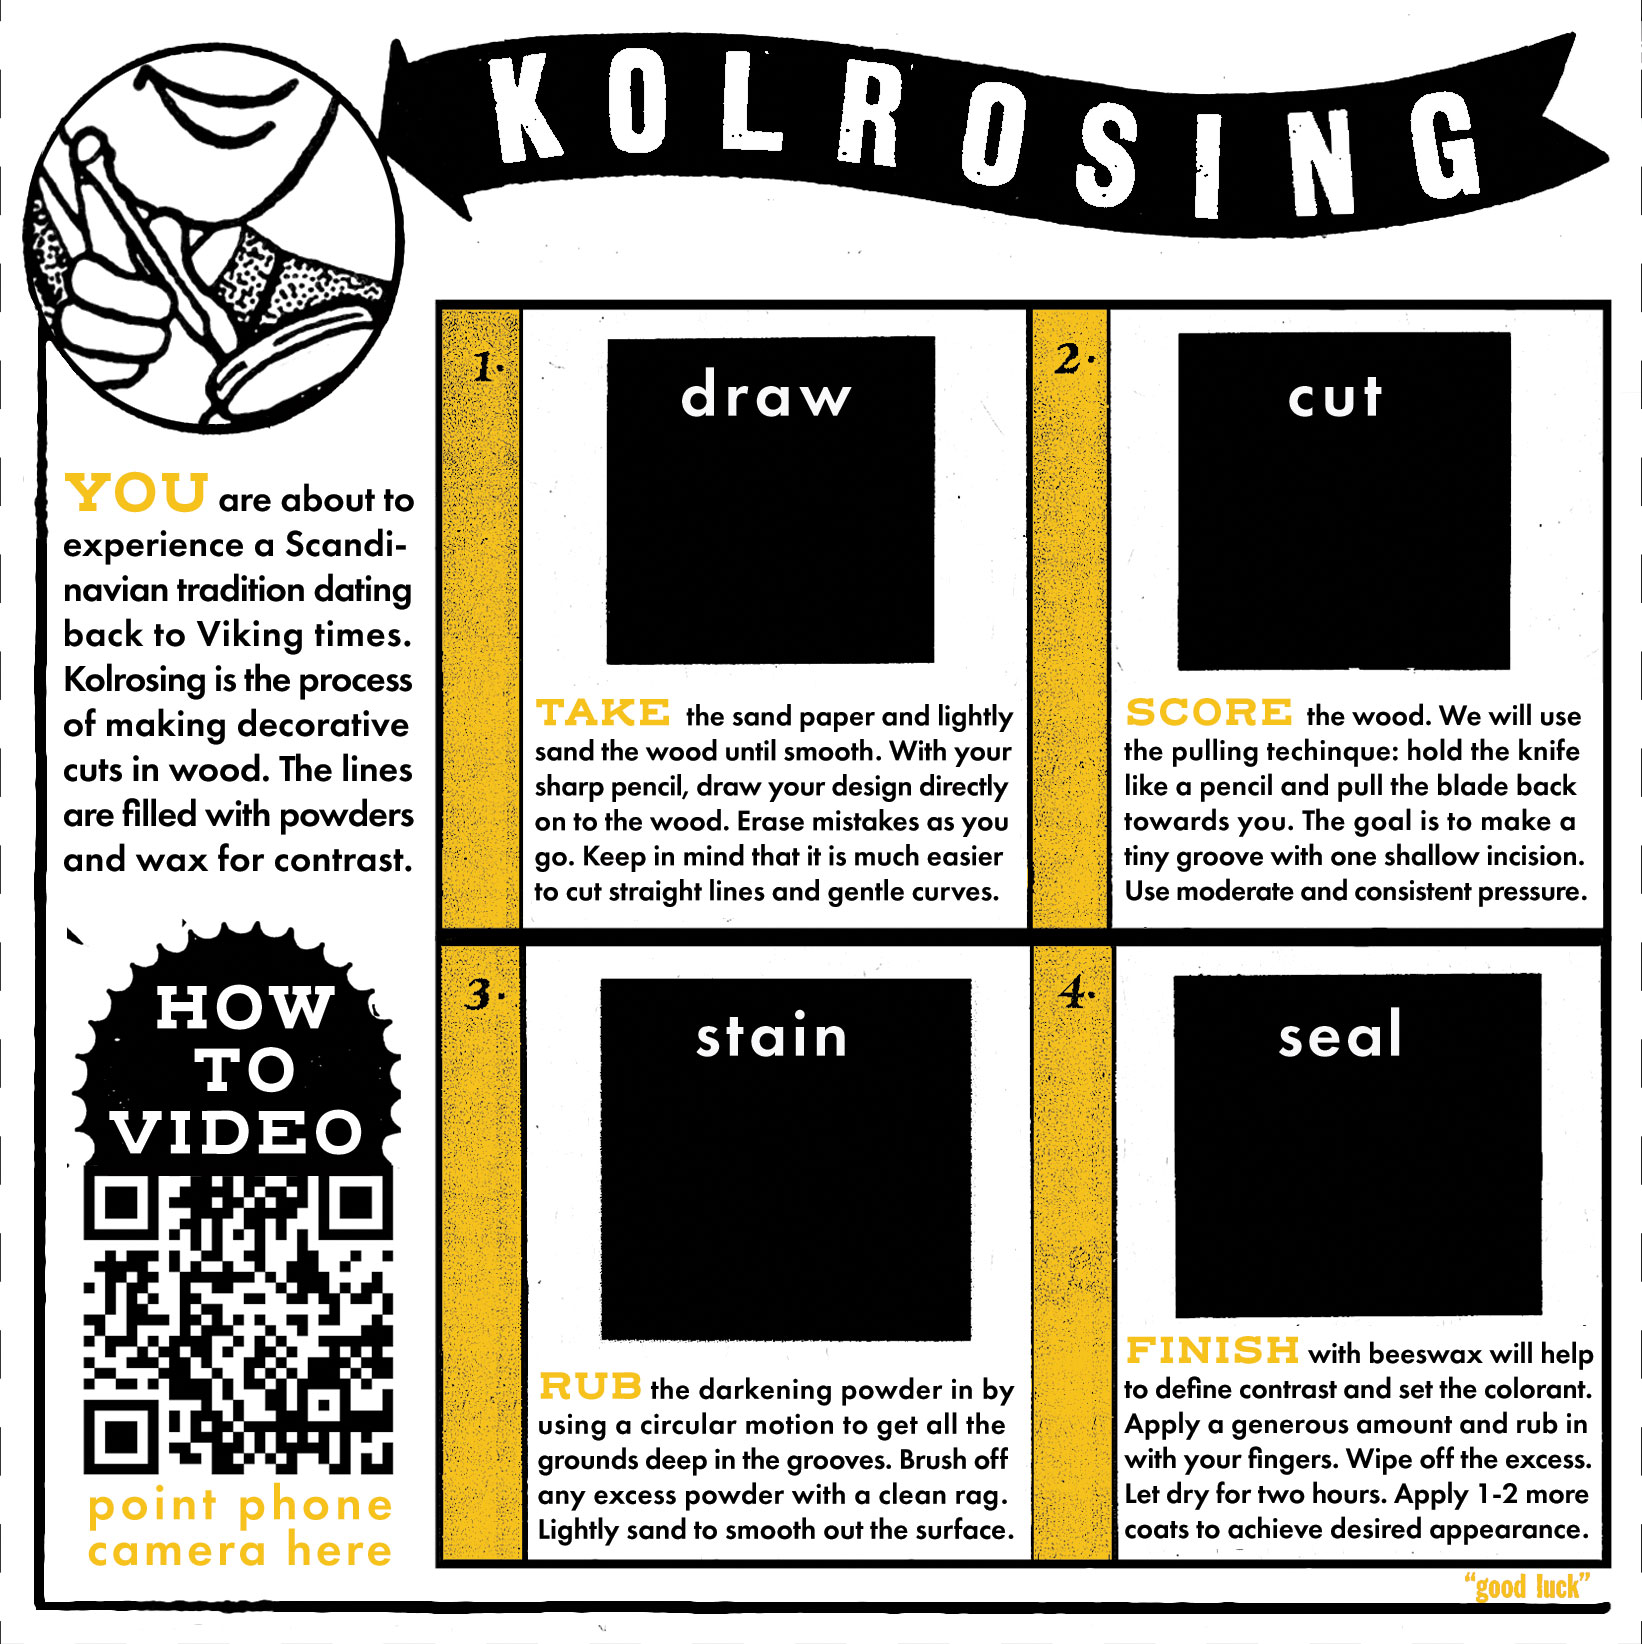 KOLROSING
YOU are about to
experience a Scandi-
navian tradition dating
back to Viking times.
Kolrosing is the process
of making decorative
cuts in wood. The lines
are filled with powders
and wax for contrast.
HOW
TO
VIDEO
point phone
camera here
1.
draw
TAKE the sand paper and lightly
sand the wood until smooth. With your
sharp pencil, draw your design directly
on to the wood. Erase mistakes as you
go. Keep in mind that it is much easier
to cut straight lines and gentle curves.
2.
cut
SCORE the wood. We will use
the pulling techinque: hold the knife
like a pencil and pull the blade back
towards you. The goal is to make a
tiny groove with one shallow incision.
Use moderate and consistent pressure.
3.
stain
RUB the darkening powder in by
using a circular motion to get all the
grounds deep in the grooves. Brush off
any excess powder with a clean rag.
Lightly sand to smooth out the surface.
4.
seal
FINISH with beeswax will help
to define contrast and set the colorant.
Apply a generous amount and rub in
with your fingers. Wipe off the excess.
Let dry for two hours. Apply 1-2 more
coats to achieve desired appearance.
“good luck”